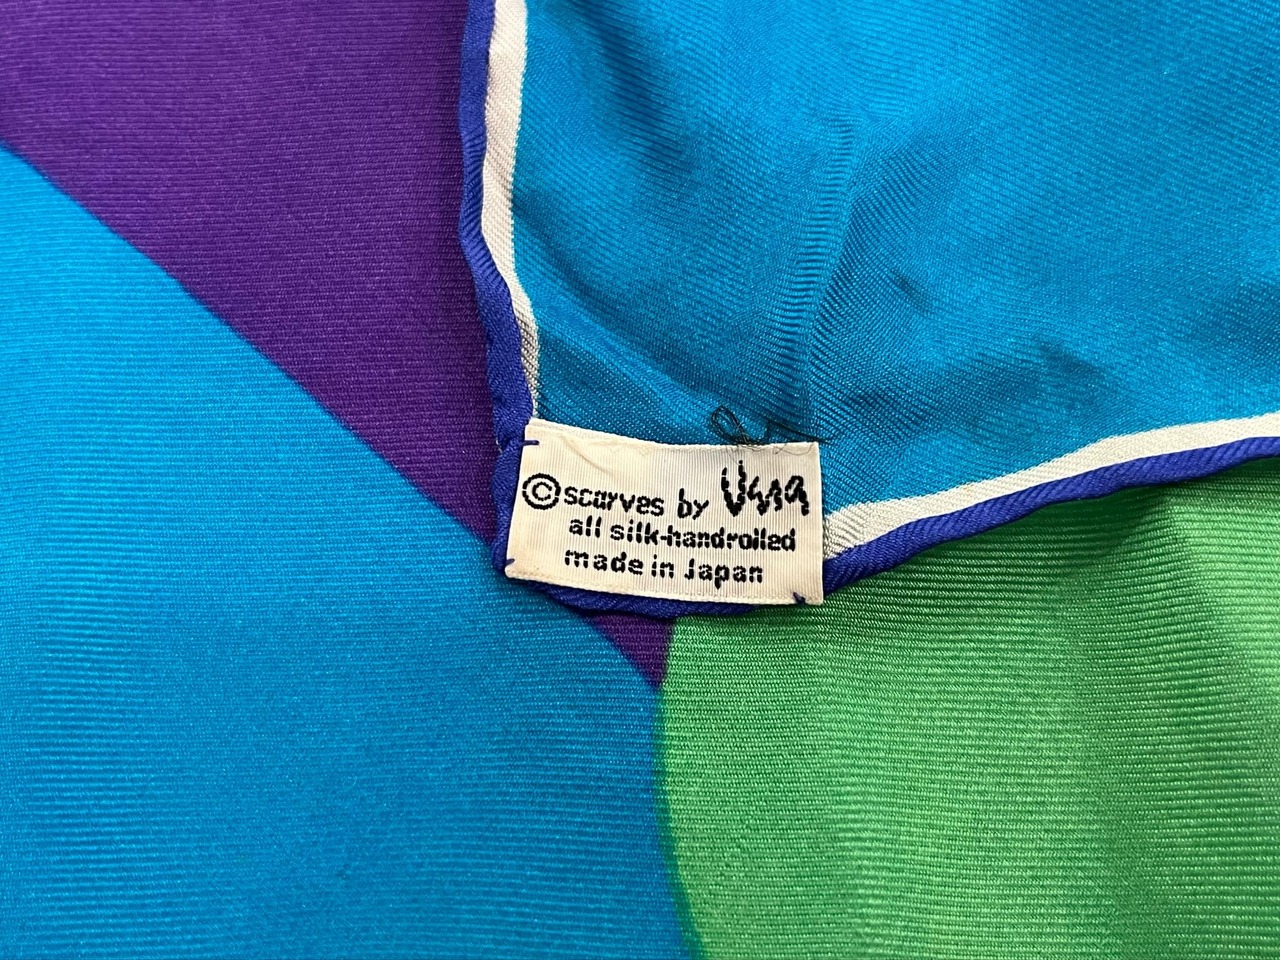 ©scarves by Vera
all silk-handrolled
made in Japan